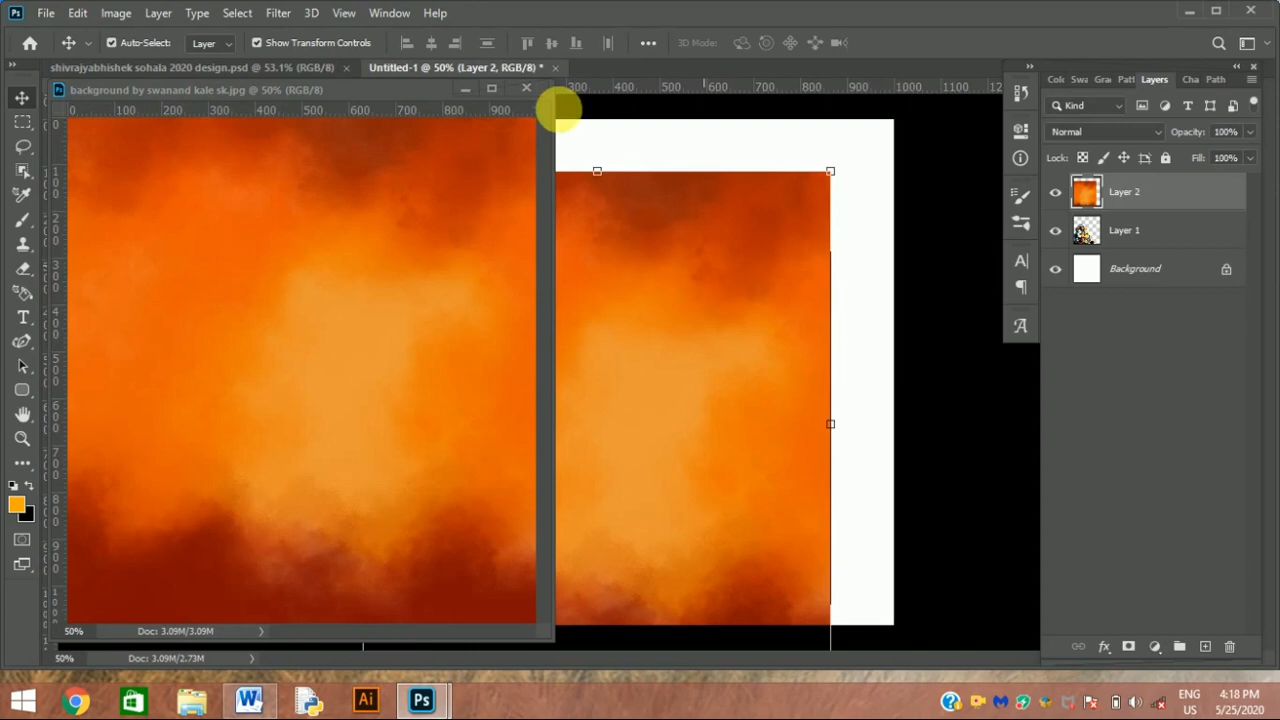 Ps File Edit Image Layer Type Select Filter 3D View Window Help
Auto-Select: Layer Show Transform Controls 3D Mode:
shivrajyabhishek sohala 2020 design.psd @ 53.1% (RGB/8) × Untitled-1 @ 50% (Layer 2, RGB/8) * ×
Ps background by swanand kale sk.jpg @ 50% (RGB/8)
0 100 200 300 400 500 600 700 800 900
300 400 500 600 700 800 900 1000 1100 12
Colo Swa Gra Patt Layers Cha Path
Kind
Normal Opacity: 100%
Lock: Fill: 100%
Layer 2
Layer 1
Background
50% Doc: 3.09M/3.09M
50% Doc: 3.09M/2.73M
W Ai Ps
ENG 4:18 PM
US 5/25/2020